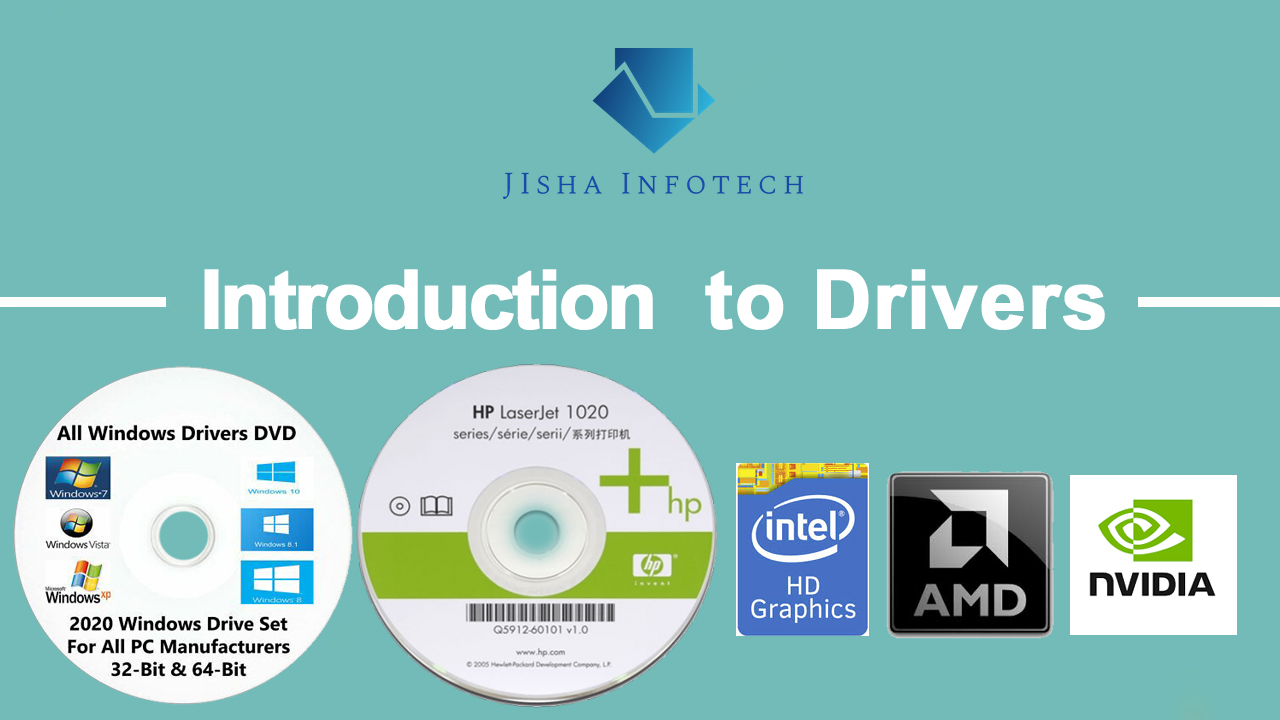 JISHA INFOTECH
Introduction to Drivers
All Windows Drivers DVD
Windows 7
Windows 10
Windows Vista
Windows 8.1
Microsoft
Windows xp
Windows 8
2020 Windows Drive Set
For All PC Manufacturers
32-Bit & 64-Bit
HP LaserJet 1020
series/série/serii/系列打印机
hp
hp
invent
Q5912-60101 v1.0
www.hp.com
© 2005 Hewlett-Packard Development Company, L.P.
intel®
HD
Graphics
AMD
NVIDIA